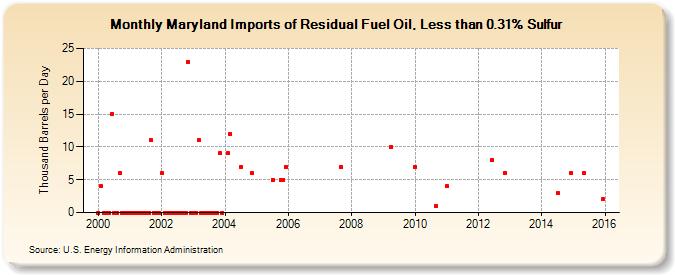 Monthly Maryland Imports of Residual Fuel Oil, Less than 0.31% Sulfur
Thousand Barrels per Day
25
20
15
10
5
0
2000 2002 2004 2006 2008 2010 2012 2014 2016
Source: U.S. Energy Information Administration